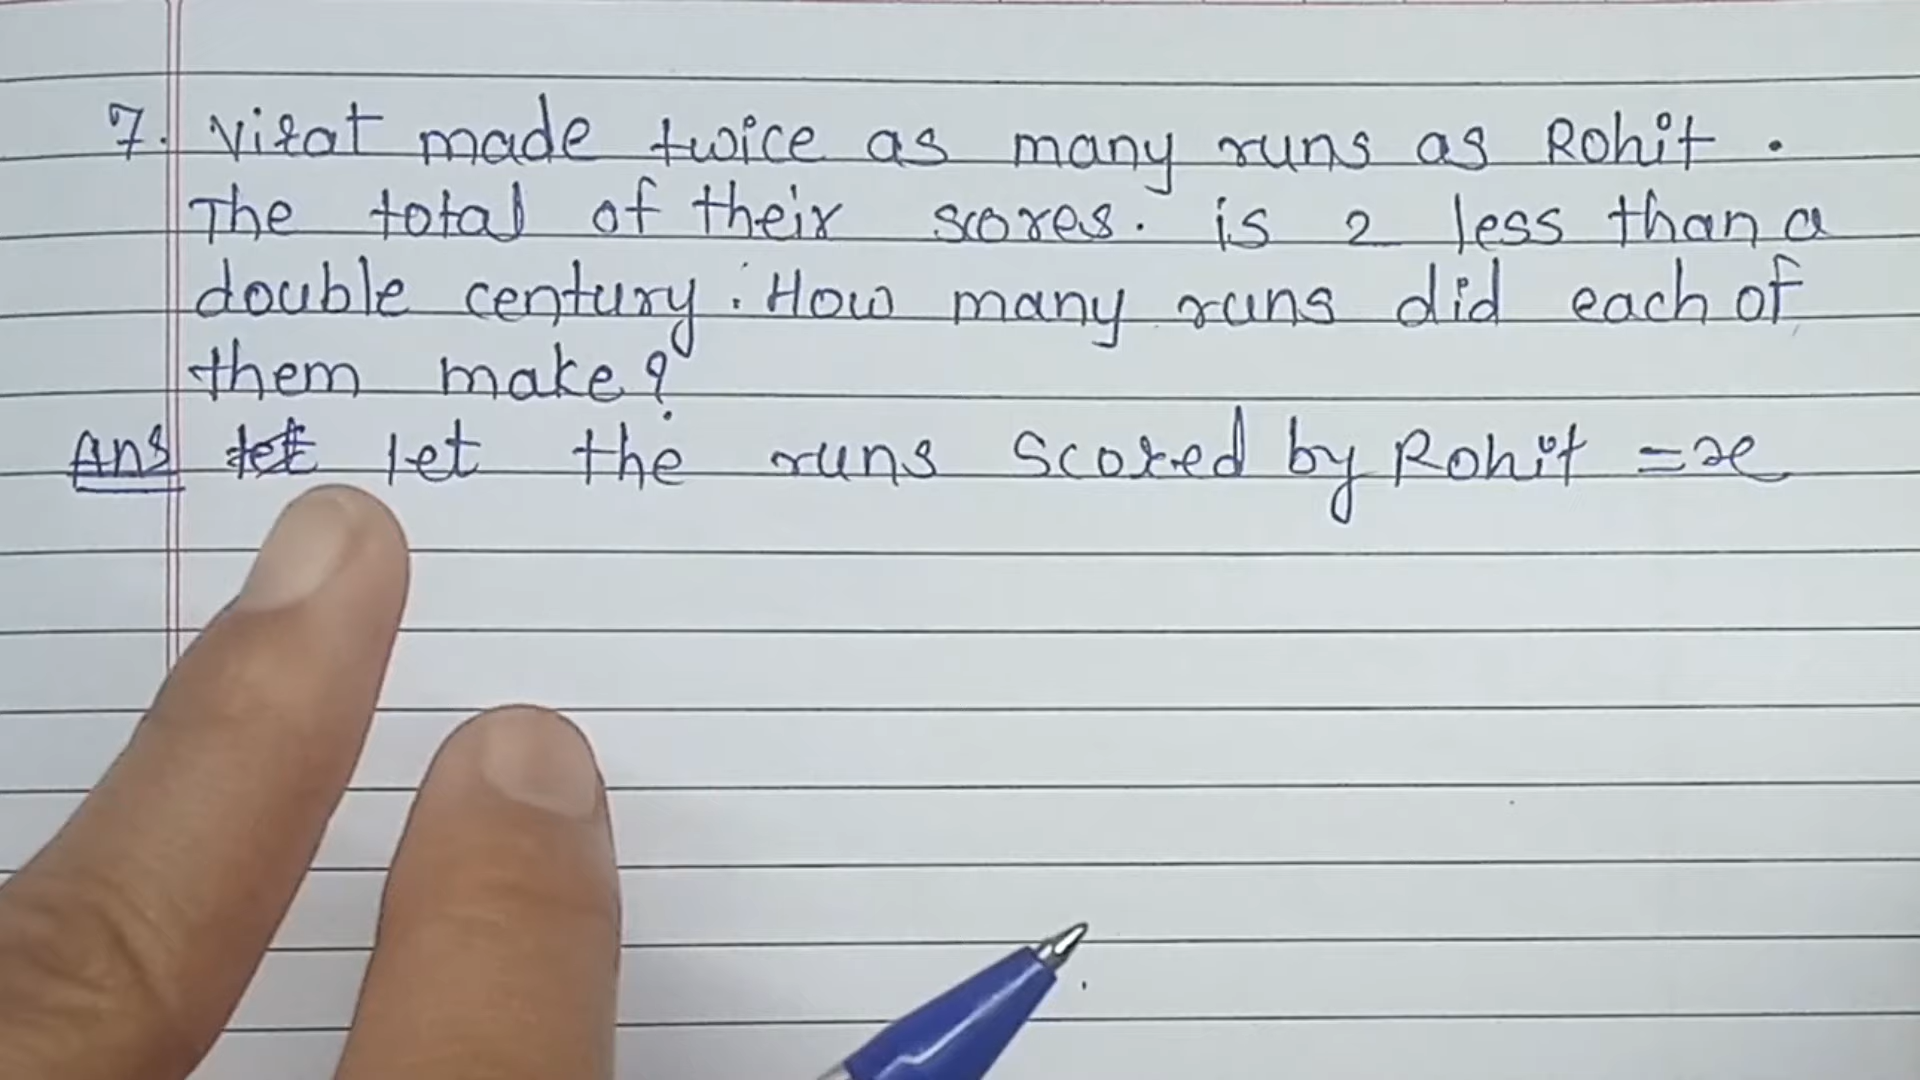 7. Virat made twice as many runs as Rohit.
The total of their scores. is 2 less than a
double century. How many runs did each of
them make?
Ans let the runs scored by Rohit = x